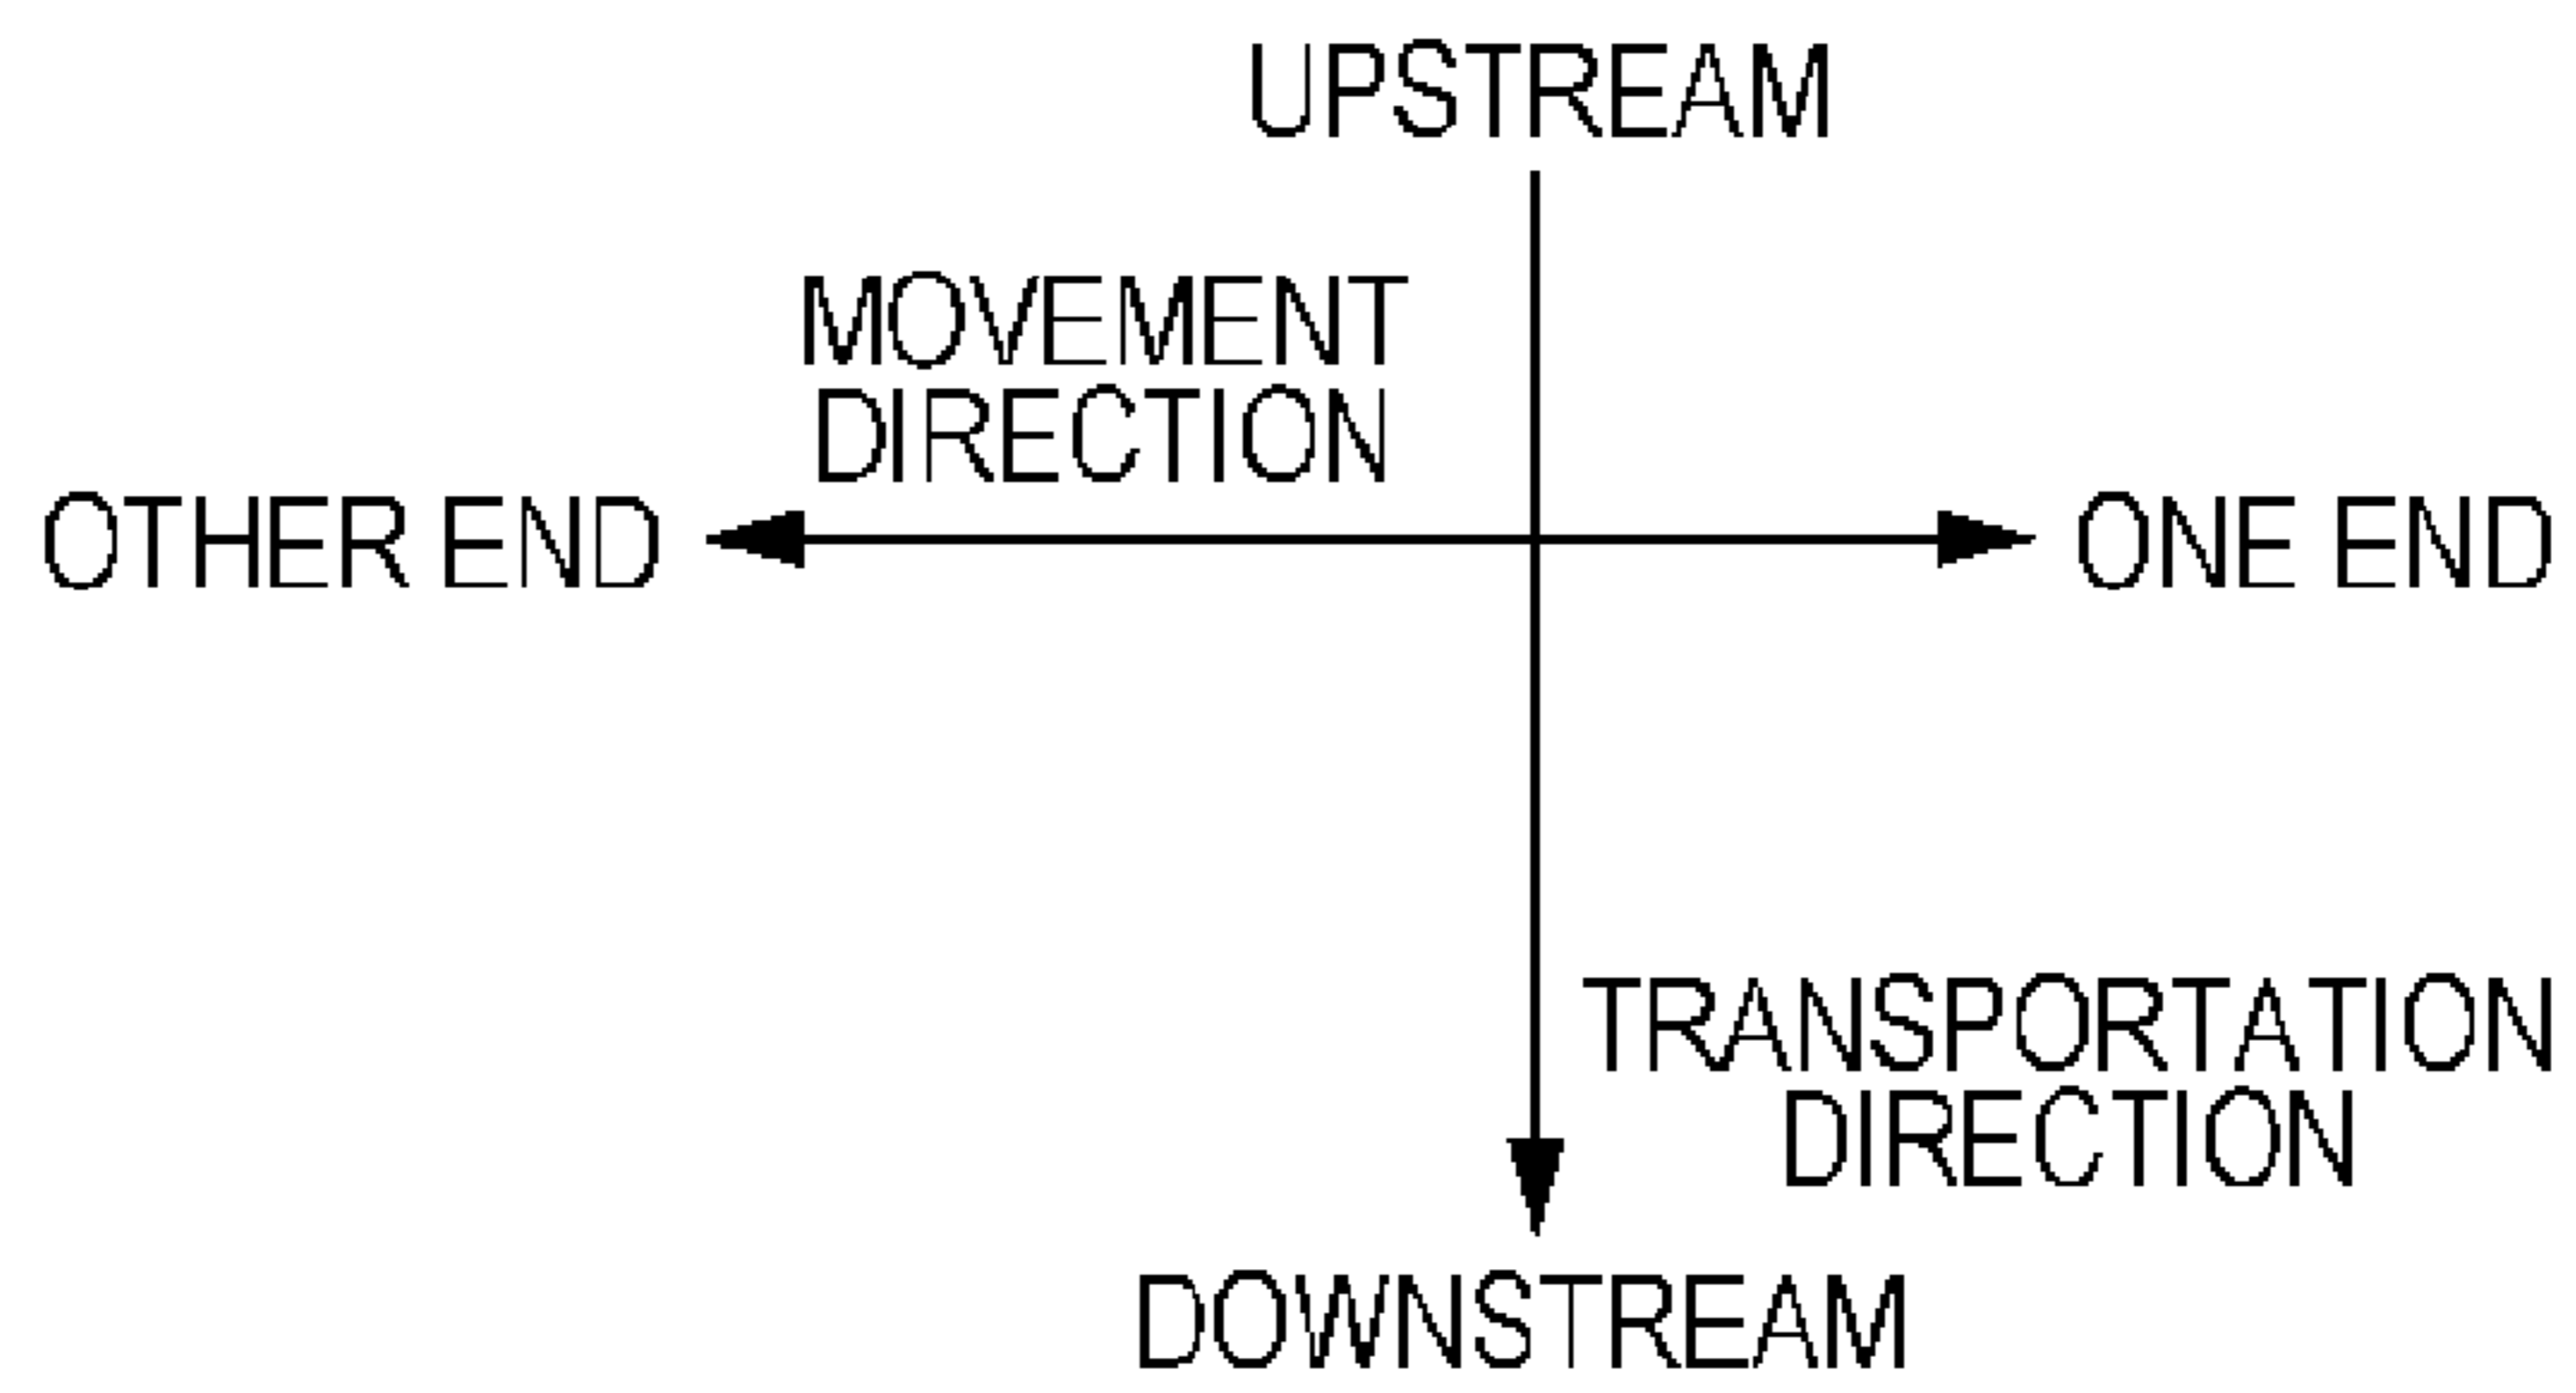 UPSTREAM
MOVEMENT
DIRECTION
OTHER END
ONE END
TRANSPORTATION
DIRECTION
DOWNSTREAM